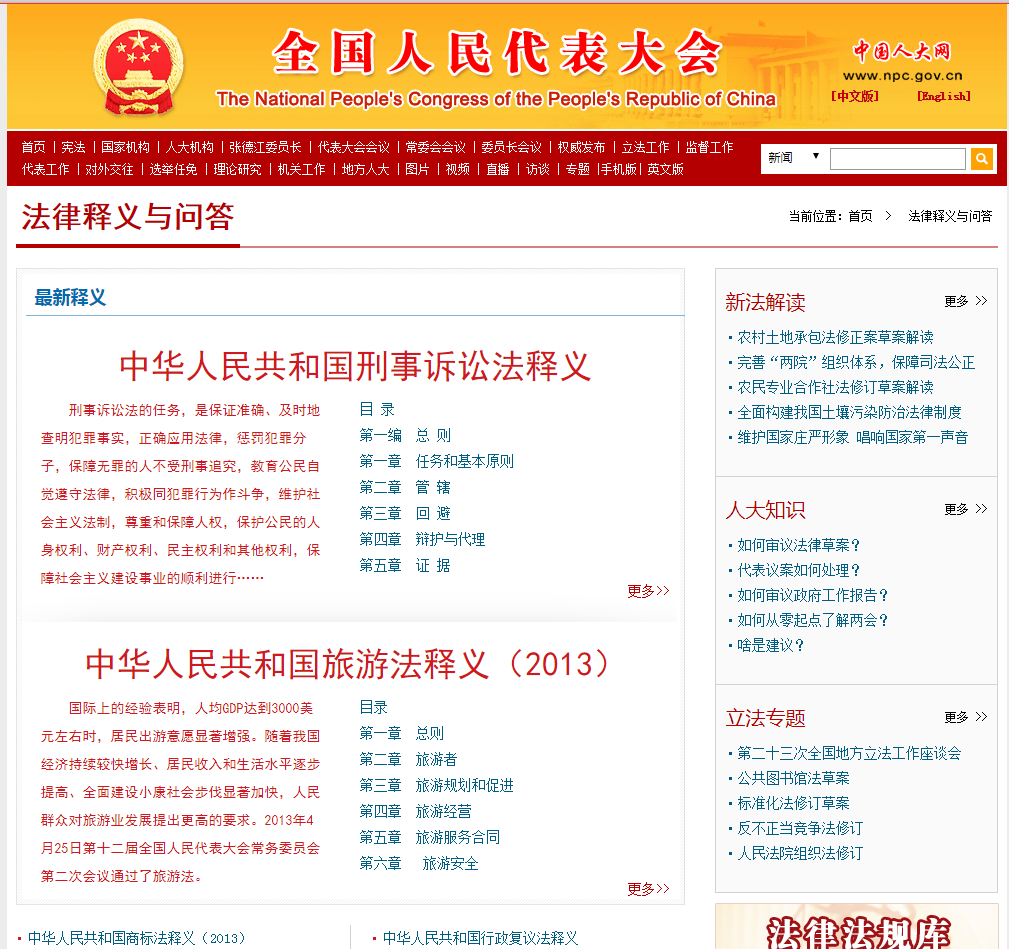 全国人民代表大会
The National People's Congress of the People's Republic of China
中国人大网
www.npc.gov.cn
[中文版] [English]
首页 | 宪法 | 国家机构 | 人大机构 | 张德江委员长 | 代表大会会议 | 常委会会议 | 委员长会议 | 权威发布 | 立法工作 | 监督工作
代表工作 | 对外交往 | 选举任免 | 理论研究 | 机关工作 | 地方人大 | 图片 | 视频 | 直播 | 访谈 | 专题 | 手机版 | 英文版
新闻
法律释义与问答
当前位置：首页 > 法律释义与问答
最新释义
中华人民共和国刑事诉讼法释义
刑事诉讼法的任务，是保证准确、及时地
查明犯罪事实，正确应用法律，惩罚犯罪分
子，保障无罪的人不受刑事追究，教育公民自
觉遵守法律，积极同犯罪行为作斗争，维护社
会主义法制，尊重和保障人权，保护公民的人
身权利、财产权利、民主权利和其他权利，保
障社会主义建设事业的顺利进行……
目 录
第一编 总 则
第一章 任务和基本原则
第二章 管 辖
第三章 回 避
第四章 辩护与代理
第五章 证 据
更多>>
中华人民共和国旅游法释义（2013）
国际上的经验表明，人均GDP达到3000美
元左右时，居民出游意愿显著增强。随着我国
经济持续较快增长、居民收入和生活水平逐步
提高、全面建设小康社会步伐显著加快，人民
群众对旅游业发展提出更高的要求。2013年4
月25日第十二届全国人民代表大会常务委员会
第二次会议通过了旅游法。
目录
第一章 总则
第二章 旅游者
第三章 旅游规划和促进
第四章 旅游经营
第五章 旅游服务合同
第六章 旅游安全
更多>>
· 中华人民共和国商标法释义（2013）
· 中华人民共和国行政复议法释义
新法解读
更多 >>
· 农村土地承包法修正案草案解读
· 完善“两院”组织体系，保障司法公正
· 农民专业合作社法修订草案解读
· 全面构建我国土壤污染防治法律制度
· 维护国家庄严形象 唱响国家第一声音
人大知识
更多 >>
· 如何审议法律草案？
· 代表议案如何处理？
· 如何审议政府工作报告？
· 如何从零起点了解两会？
· 啥是建议？
立法专题
更多 >>
· 第二十三次全国地方立法工作座谈会
· 公共图书馆法草案
· 标准化法修订草案
· 反不正当竞争法修订
· 人民法院组织法修订
法律法规库